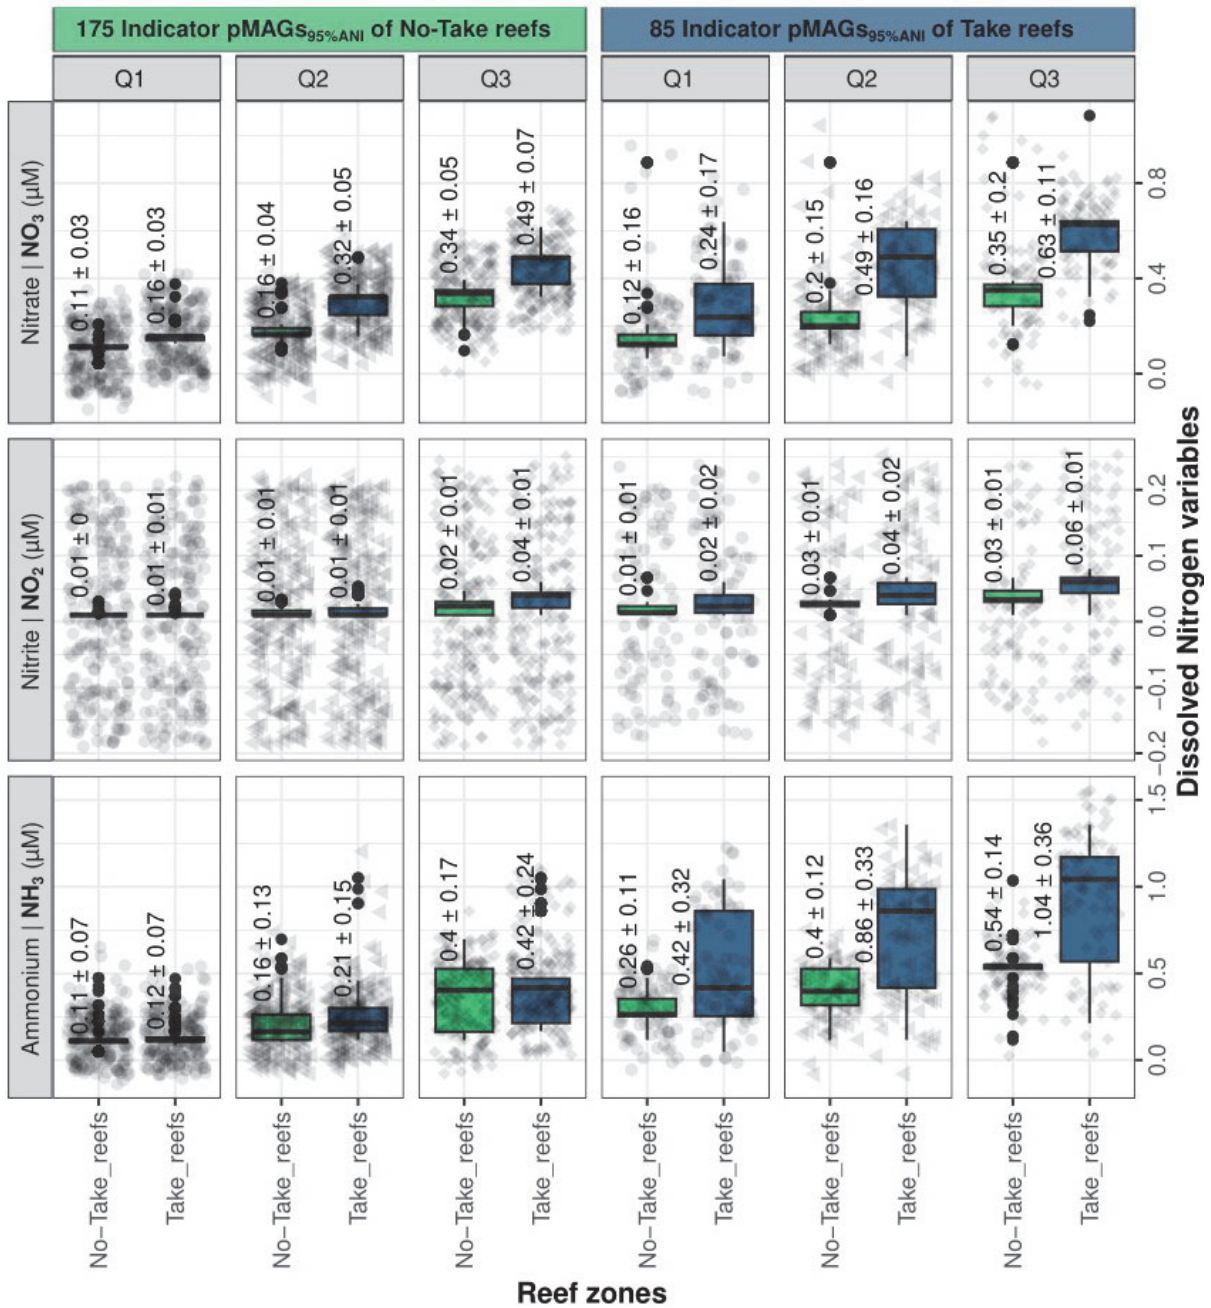 175 Indicator pMAGs95%ANI of No-Take reefs
85 Indicator pMAGs95%ANI of Take reefs
Q1
Q2
Q3
Q1
Q2
Q3
Nitrate | NO3 (µM)
0.11 ± 0.03
0.16 ± 0.03
0.16 ± 0.04
0.32 ± 0.05
0.34 ± 0.05
0.49 ± 0.07
0.12 ± 0.16
0.24 ± 0.17
0.2 ± 0.15
0.49 ± 0.16
0.35 ± 0.2
0.63 ± 0.11
0.8
0.4
0.0
Nitrite | NO2 (µM)
0.01 ± 0
0.01 ± 0.01
0.01 ± 0.01
0.01 ± 0.01
0.02 ± 0.01
0.04 ± 0.01
0.01 ± 0.01
0.02 ± 0.02
0.03 ± 0.01
0.04 ± 0.02
0.03 ± 0.01
0.06 ± 0.01
0.2
0.1
0.0
−0.1
−0.2
Ammonium | NH3 (µM)
0.11 ± 0.07
0.12 ± 0.07
0.16 ± 0.13
0.21 ± 0.15
0.4 ± 0.17
0.42 ± 0.24
0.26 ± 0.11
0.42 ± 0.32
0.4 ± 0.12
0.86 ± 0.33
0.54 ± 0.14
1.04 ± 0.36
1.5
1.0
0.5
0.0
Dissolved Nitrogen variables
No−Take_reefs
Take_reefs
No−Take_reefs
Take_reefs
No−Take_reefs
Take_reefs
No−Take_reefs
Take_reefs
No−Take_reefs
Take_reefs
No−Take_reefs
Take_reefs
Reef zones